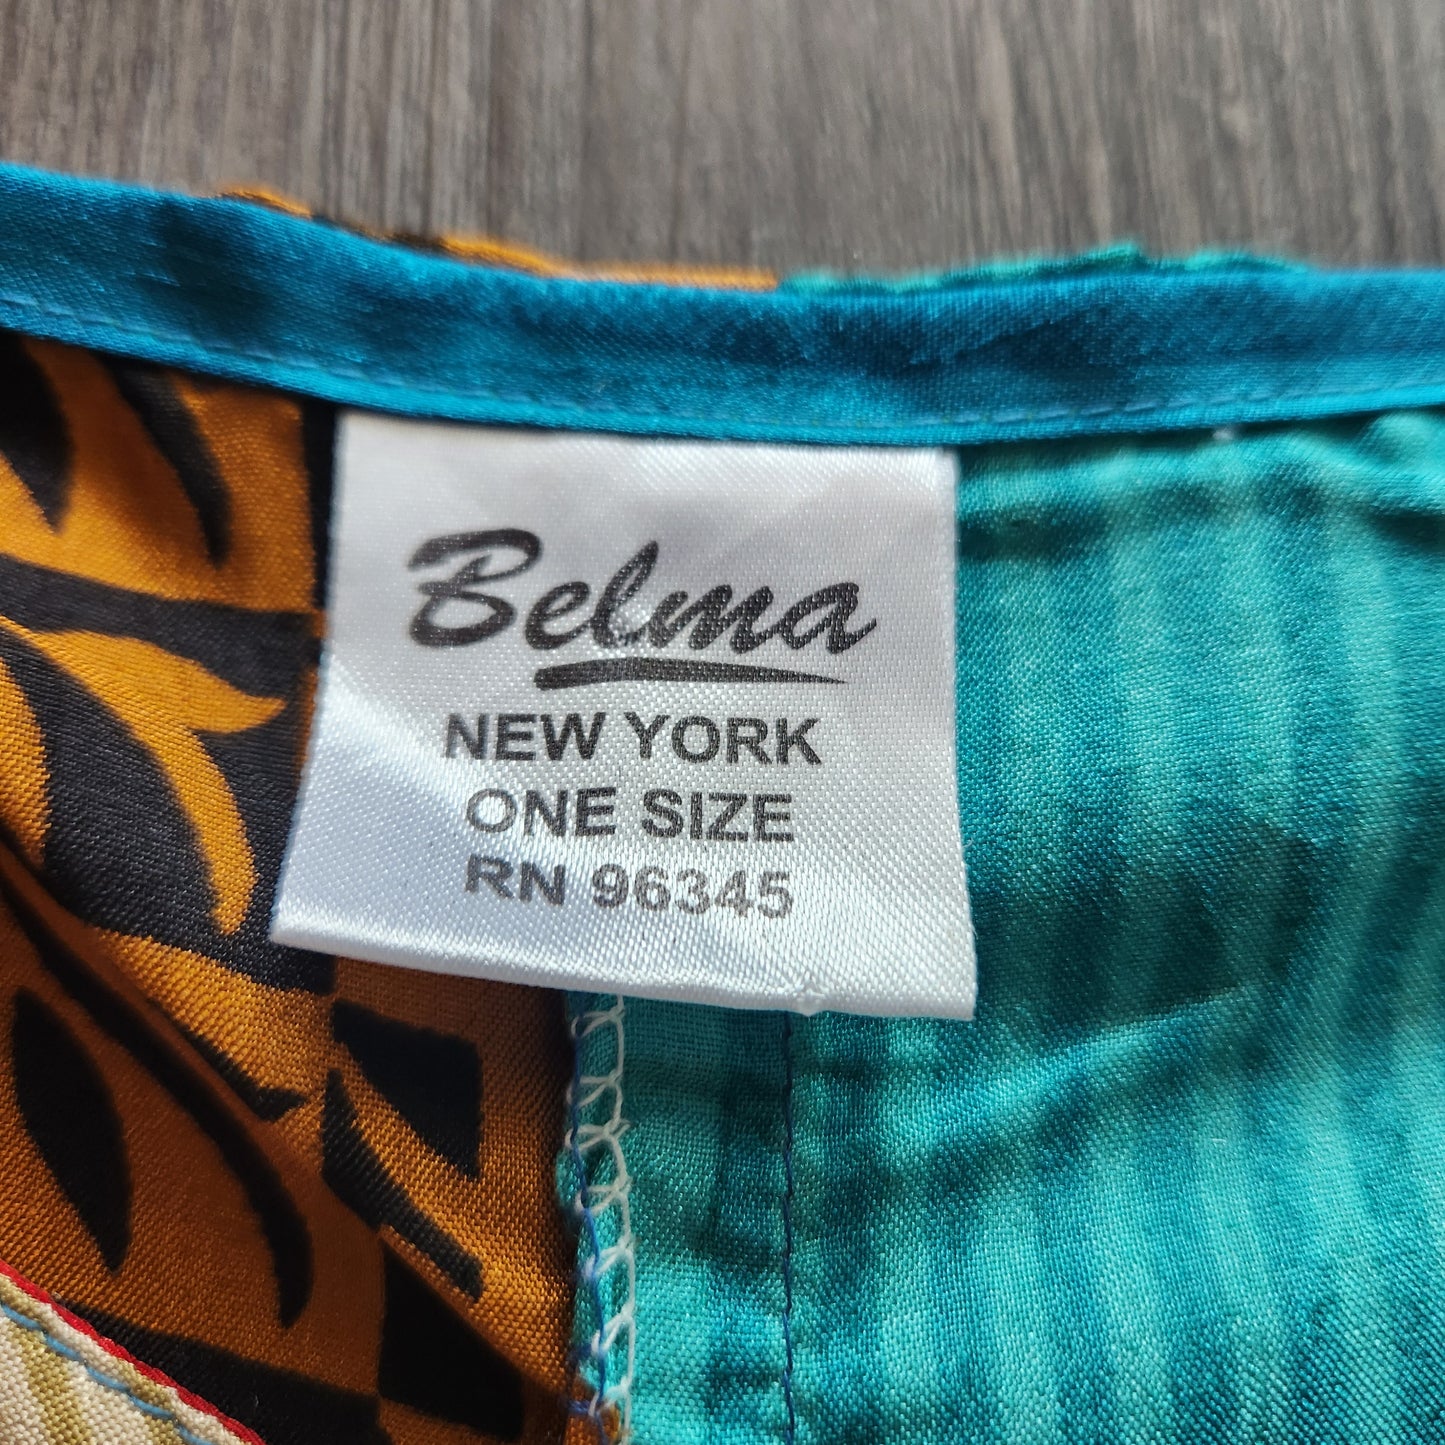 Belma
NEW YORK
ONE SIZE
RN 96345